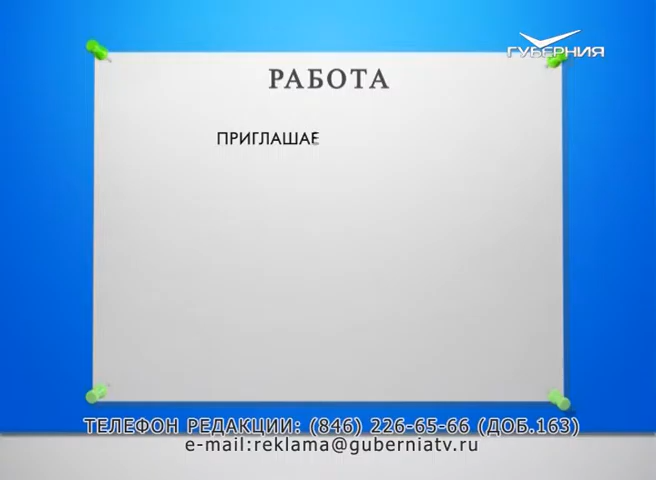 ГУБЕРНИЯ
РАБОТА
ПРИГЛАШАЕ
ТЕЛЕФОН РЕДАКЦИИ: (846) 226-65-66 (ДОБ.163)
e-mail:reklama@guberniatv.ru